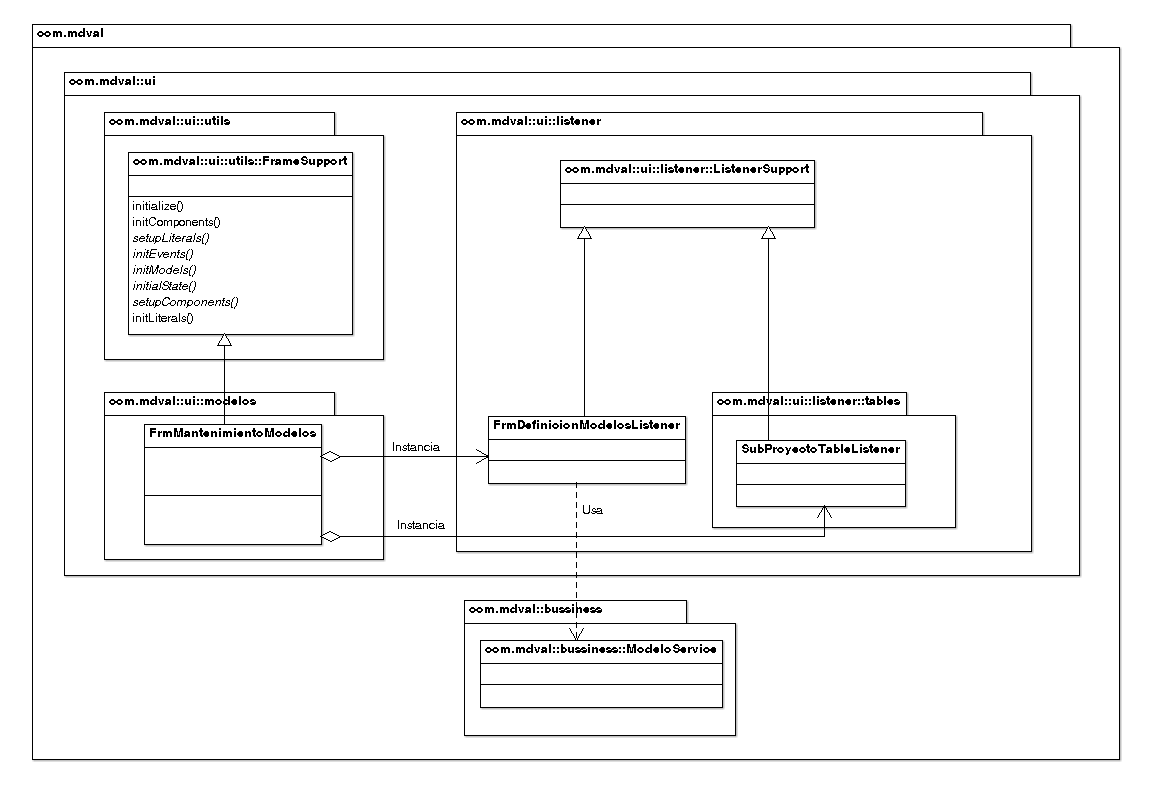 com.mdval
com.mdval::ui
com.mdval::ui::utils
com.mdval::ui::listener
com.mdval::ui::utils::FrameSupport
initialize()
initComponents()
setupLiterals()
initEvents()
initModels()
initialState()
setupComponents()
initLiterals()
com.mdval::ui::listener::ListenerSupport
com.mdval::ui::modelos
com.mdval::ui::listener::tables
FrmMantenimientoModelos
FrmDefinicionModelosListener
SubProyectoTableListener
Instancia
Usa
Instancia
com.mdval::bussiness
com.mdval::bussiness::ModeloService